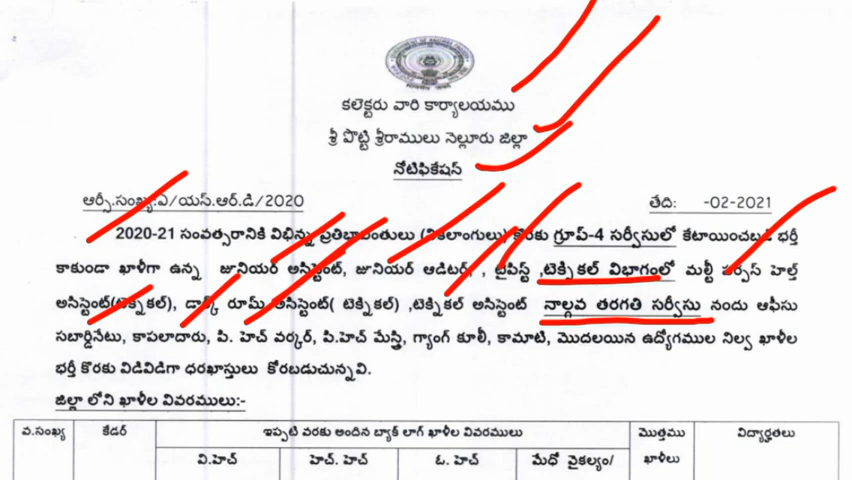 కలెక్టరు వారి కార్యాలయము
శ్రీ పొట్టి శ్రీరాములు నెల్లూరు జిల్లా
నోటిఫికేషన్
ఆర్సీ.సంఖ్య.ఏ/యస్.ఆర్.డి/2020 తేది: -02-2021
2020-21 సంవత్సరానికి విభిన్న ప్రతిభావంతులు (వికలాంగులు) కొరకు గ్రూప్-4 సర్వీసులో కేటాయించబడి భర్తీ
కాకుండా ఖాళీగా ఉన్న జూనియర్ అసిస్టెంట్, జూనియర్ ఆడిటర్, , టైపిస్ట్ ,టెక్నికల్ విభాగంలో మల్టీ పర్పస్ హెల్త్
అసిస్టెంట్(టెక్నికల్), డార్క్ రూమ్ అసిస్టెంట్( టెక్నికల్) ,టెక్నికల్ అసిస్టెంట్ నాల్గవ తరగతి సర్వీసు నందు ఆఫీసు
సబార్డినేటు, కాపలాదారు, పి. హెచ్ వర్కర్, పి.హెచ్ మేస్త్రి, గ్యాంగ్ కూలీ, కామాటి, మొదలయిన ఉద్యోగముల నిల్వ ఖాళీల
భర్తీ కొరకు విడివిడిగా ధరఖాస్తులు కోరబడుచున్నవి.
జిల్లా లోని ఖాళీల వివరములు:-
వ.సంఖ్య కేడర్ ఇప్పటి వరకు అందిన బ్యాక్ లాగ్ ఖాళీల వివరములు మొత్తము ఖాళీలు విద్యార్హతలు
వి.హెచ్ హెచ్. హెచ్ ఓ. హెచ్ మేధో వైకల్యం/